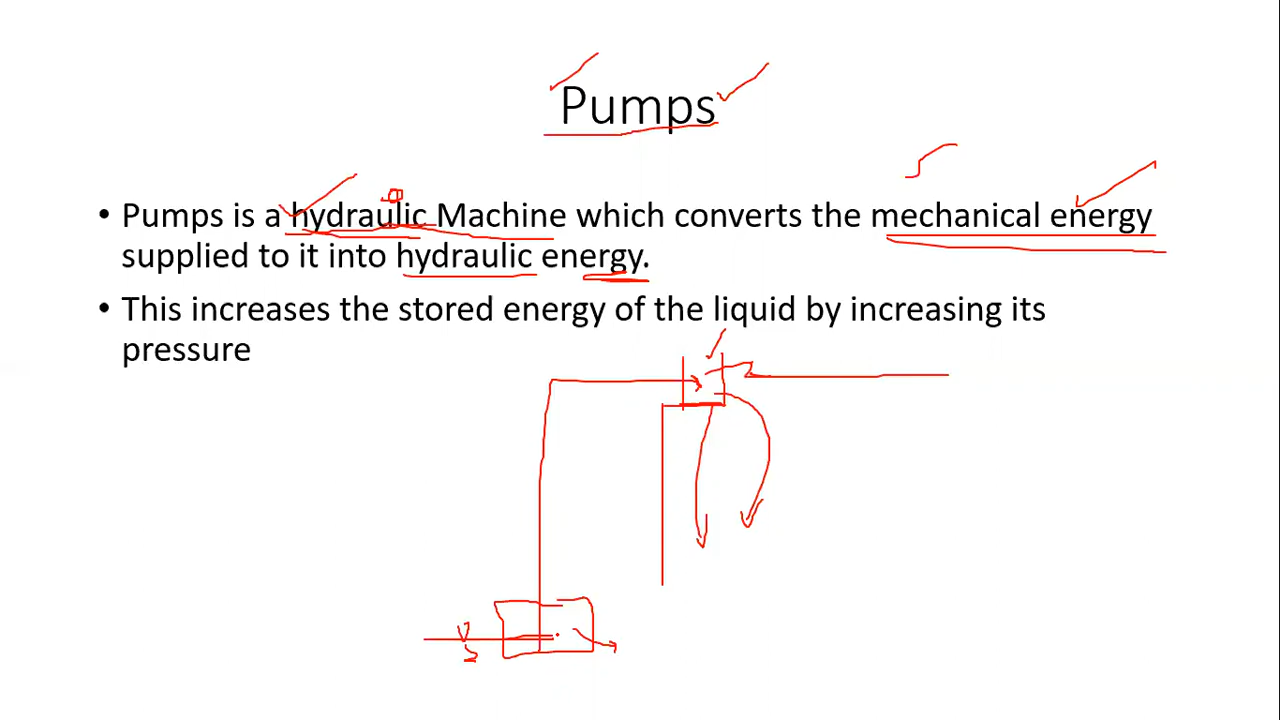 Pumps
• Pumps is a hydraulic Machine which converts the mechanical energy
supplied to it into hydraulic energy.
• This increases the stored energy of the liquid by increasing its
pressure